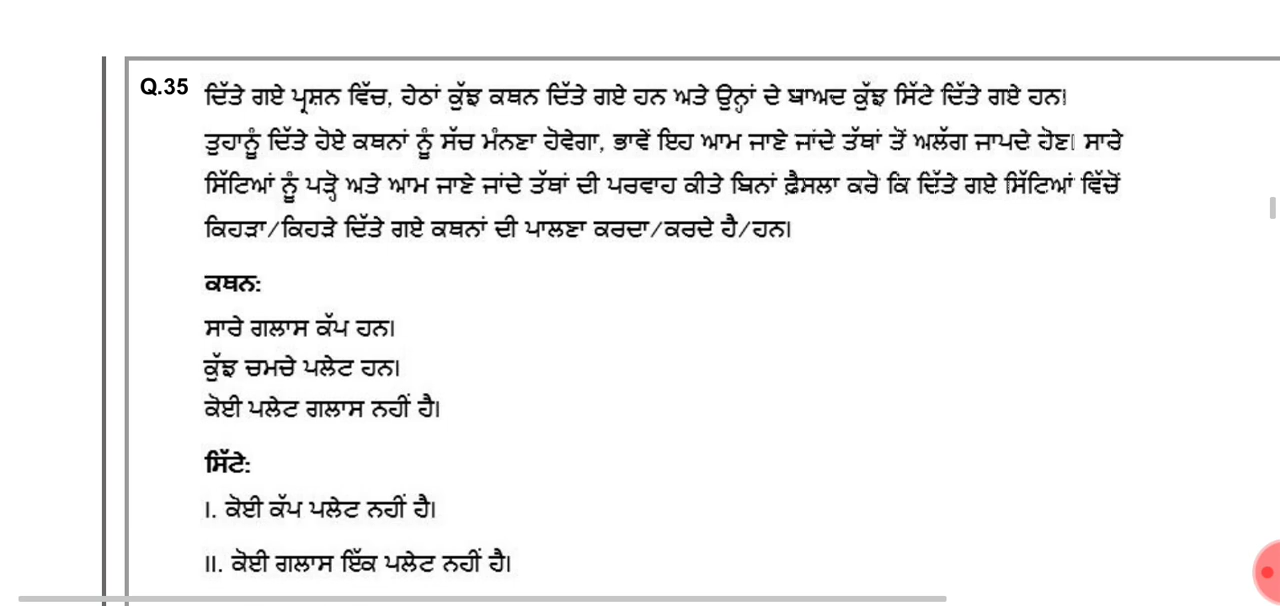 Q.35 ਦਿੱਤੇ ਗਏ ਪ੍ਰਸ਼ਨ ਵਿੱਚ, ਹੇਠਾਂ ਕੁੱਝ ਕਥਨ ਦਿੱਤੇ ਗਏ ਹਨ ਅਤੇ ਉਨ੍ਹਾਂ ਦੇ ਬਾਅਦ ਕੁੱਝ ਸਿੱਟੇ ਦਿੱਤੇ ਗਏ ਹਨ।
ਤੁਹਾਨੂੰ ਦਿੱਤੇ ਹੋਏ ਕਥਨਾਂ ਨੂੰ ਸੱਚ ਮੰਨਣਾ ਹੋਵੇਗਾ, ਭਾਵੇਂ ਇਹ ਆਮ ਜਾਣੇ ਜਾਂਦੇ ਤੱਥਾਂ ਤੋਂ ਅਲੱਗ ਜਾਪਦੇ ਹੋਣ। ਸਾਰੇ
ਸਿੱਟਿਆਂ ਨੂੰ ਪੜ੍ਹੋ ਅਤੇ ਆਮ ਜਾਣੇ ਜਾਂਦੇ ਤੱਥਾਂ ਦੀ ਪਰਵਾਹ ਕੀਤੇ ਬਿਨਾਂ ਫ਼ੈਸਲਾ ਕਰੋ ਕਿ ਦਿੱਤੇ ਗਏ ਸਿੱਟਿਆਂ ਵਿੱਚੋਂ
ਕਿਹੜਾ/ਕਿਹੜੇ ਦਿੱਤੇ ਗਏ ਕਥਨਾਂ ਦੀ ਪਾਲਣਾ ਕਰਦਾ/ਕਰਦੇ ਹੈ/ਹਨ।
ਕਥਨ:
ਸਾਰੇ ਗਲਾਸ ਕੱਪ ਹਨ।
ਕੁੱਝ ਚਮਚੇ ਪਲੇਟ ਹਨ।
ਕੋਈ ਪਲੇਟ ਗਲਾਸ ਨਹੀਂ ਹੈ।
ਸਿੱਟੇ:
I. ਕੋਈ ਕੱਪ ਪਲੇਟ ਨਹੀਂ ਹੈ।
II. ਕੋਈ ਗਲਾਸ ਇੱਕ ਪਲੇਟ ਨਹੀਂ ਹੈ।